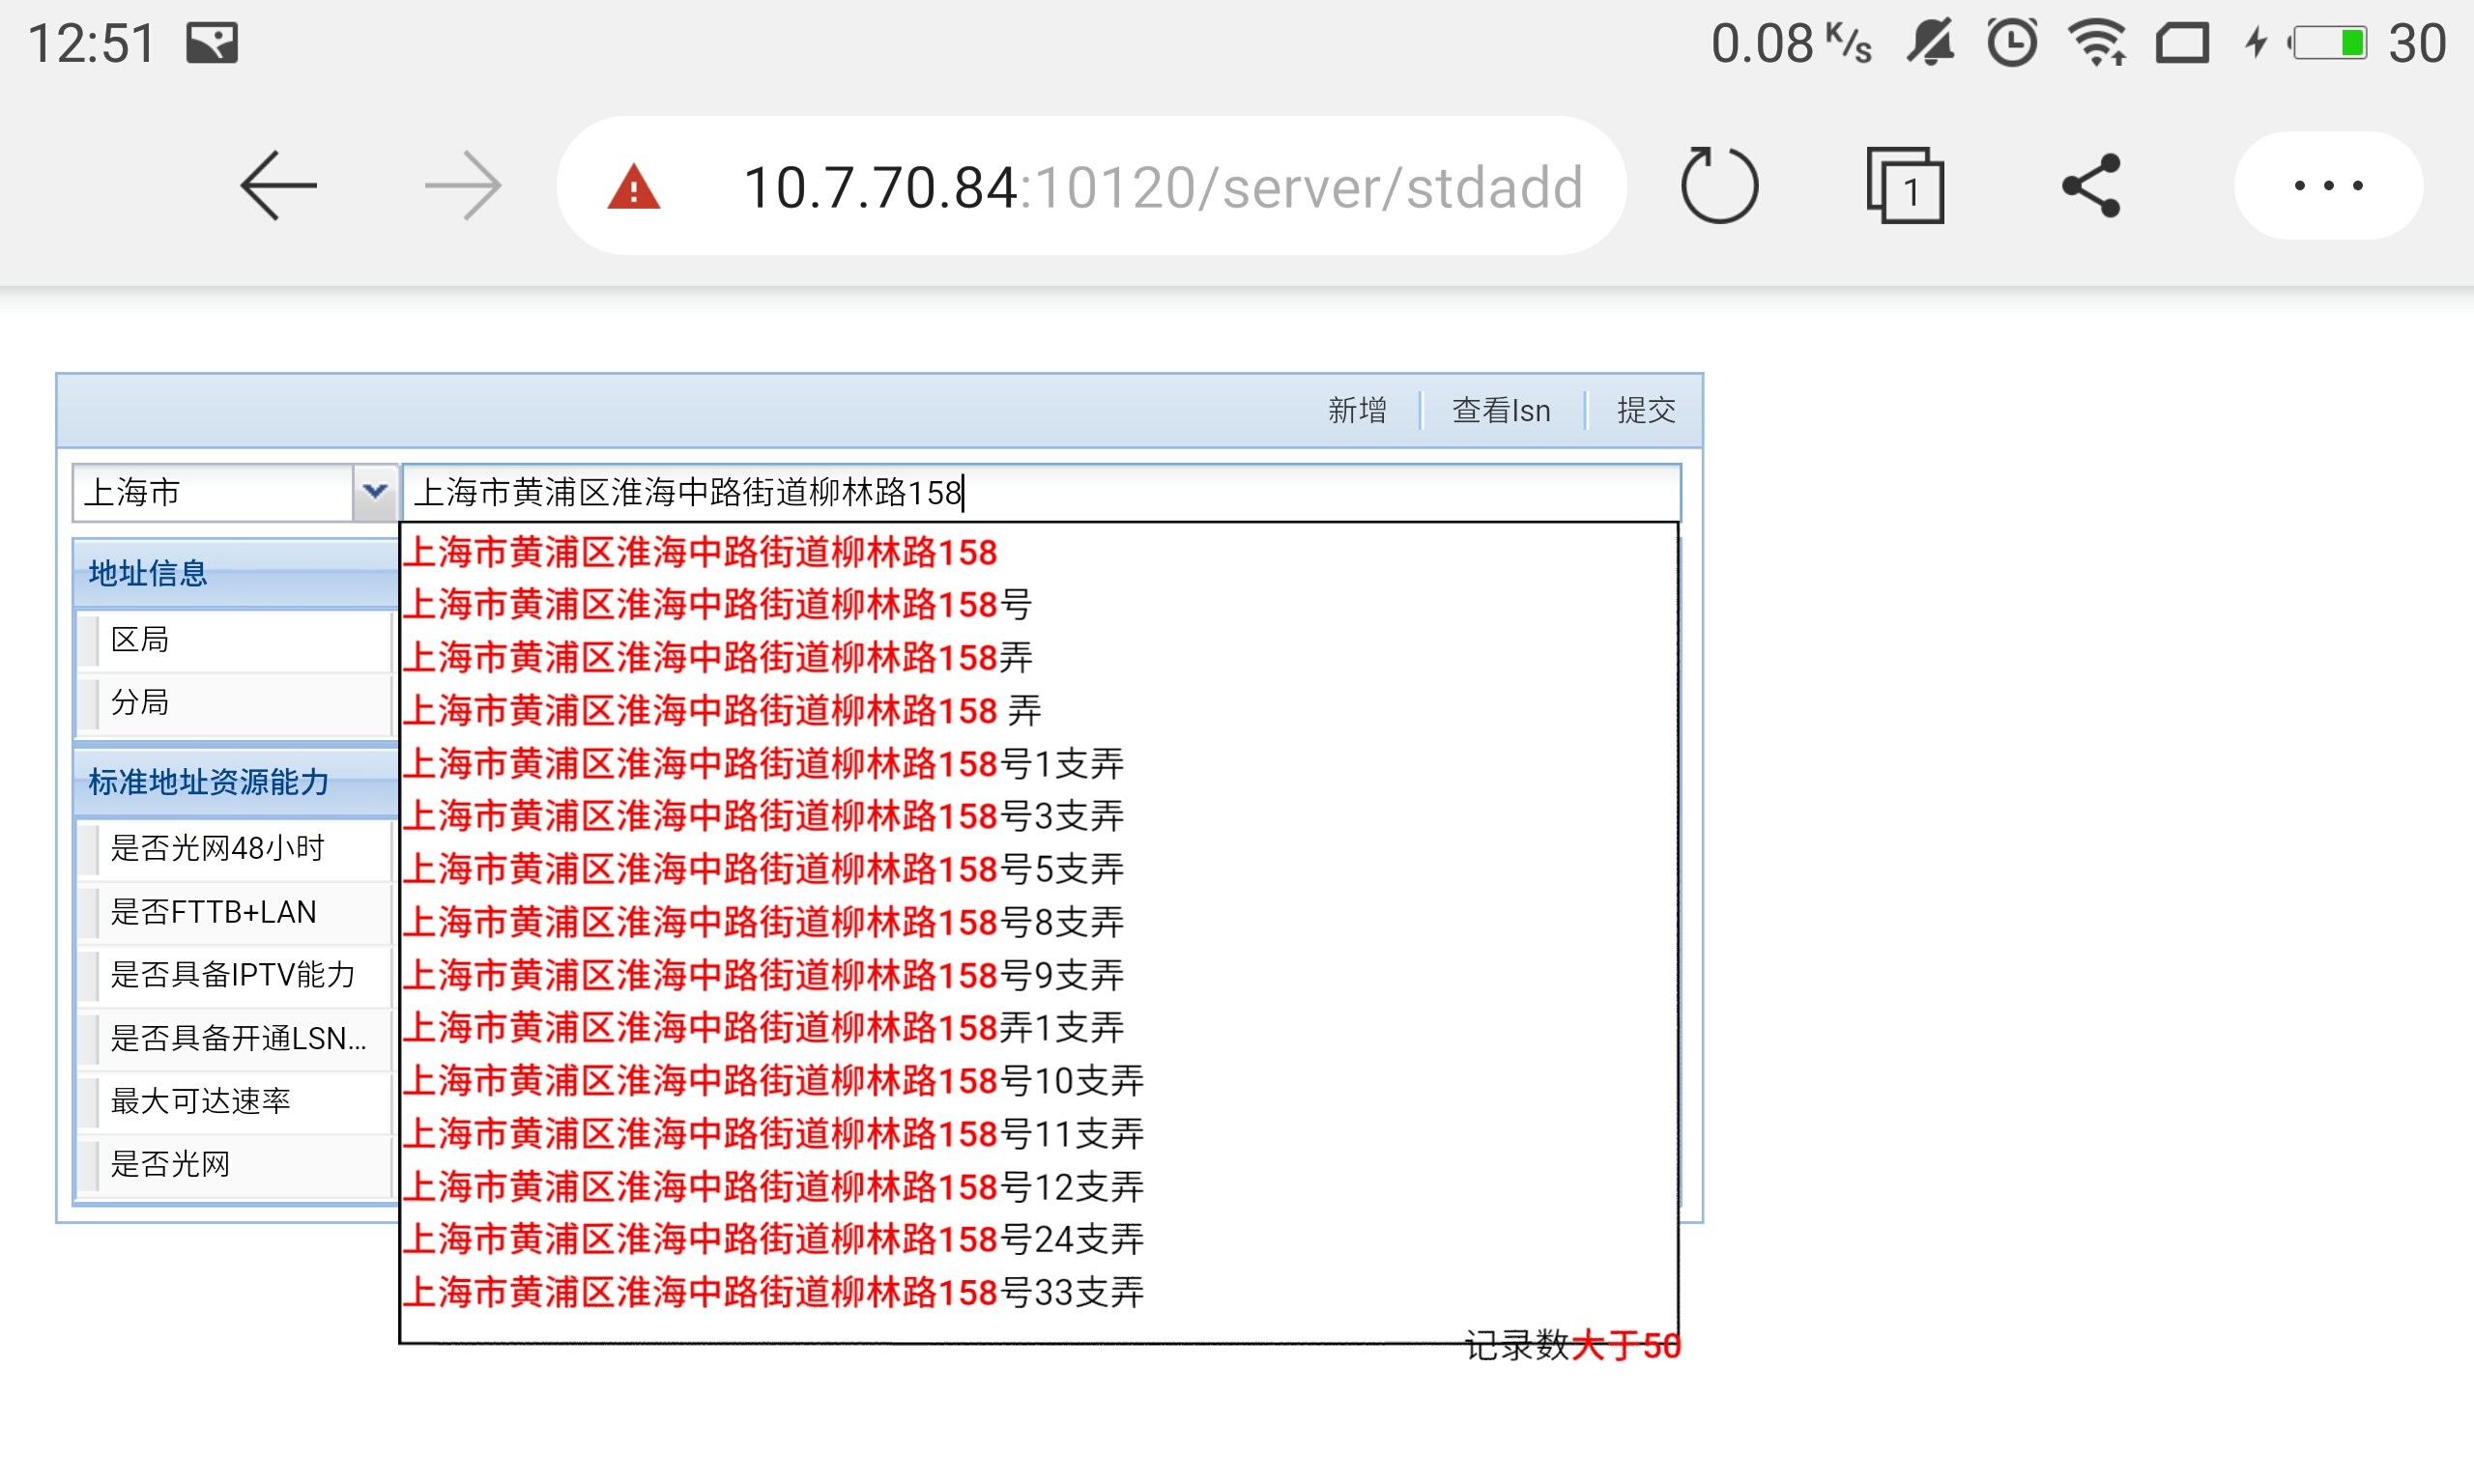 12:51 0.08 K/s 30
10.7.70.84:10120/server/stdadd
1
新增 查看lsn 提交
上海市 上海市黄浦区淮海中路街道柳林路158
上海市黄浦区淮海中路街道柳林路158
上海市黄浦区淮海中路街道柳林路158号
上海市黄浦区淮海中路街道柳林路158弄
上海市黄浦区淮海中路街道柳林路158 弄
上海市黄浦区淮海中路街道柳林路158号1支弄
上海市黄浦区淮海中路街道柳林路158号3支弄
上海市黄浦区淮海中路街道柳林路158号5支弄
上海市黄浦区淮海中路街道柳林路158号8支弄
上海市黄浦区淮海中路街道柳林路158号9支弄
上海市黄浦区淮海中路街道柳林路158弄1支弄
上海市黄浦区淮海中路街道柳林路158号10支弄
上海市黄浦区淮海中路街道柳林路158号11支弄
上海市黄浦区淮海中路街道柳林路158号12支弄
上海市黄浦区淮海中路街道柳林路158号24支弄
上海市黄浦区淮海中路街道柳林路158号33支弄
记录数大于50
地址信息
区局
分局
标准地址资源能力
是否光网48小时
是否FTTB+LAN
是否具备IPTV能力
是否具备开通LSN...
最大可达速率
是否光网